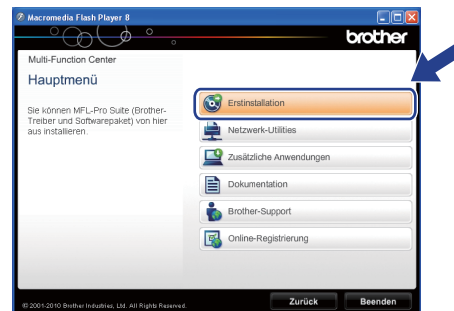 Macromedia Flash Player 8
brother
Multi-Function Center
Hauptmenü
Sie können MFL-Pro Suite (Brother-
Treiber und Softwarepaket) von hier
aus installieren.
Erstinstallation
Netzwerk-Utilities
Zusätzliche Anwendungen
Dokumentation
Brother-Support
Online-Registrierung
© 2001-2010 Brother Industries, Ltd. All Rights Reserved.
Zurück
Beenden